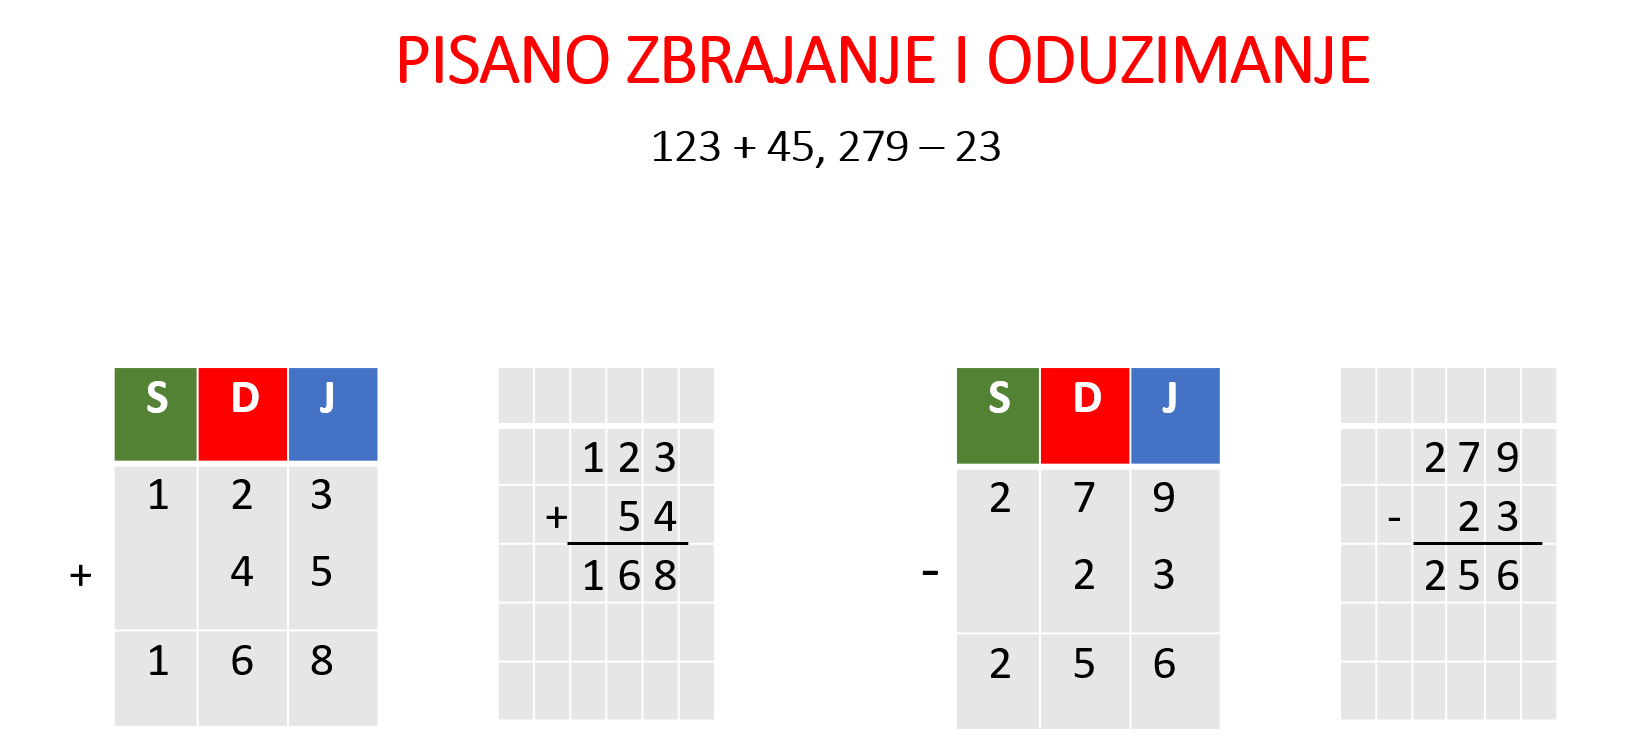 PISANO ZBRAJANJE I ODUZIMANJE
123 + 45, 279 – 23
S D J
1 2 3
+ 4 5
1 6 8
1 2 3
+ 5 4
1 6 8
S D J
2 7 9
- 2 3
2 5 6
2 7 9
- 2 3
2 5 6